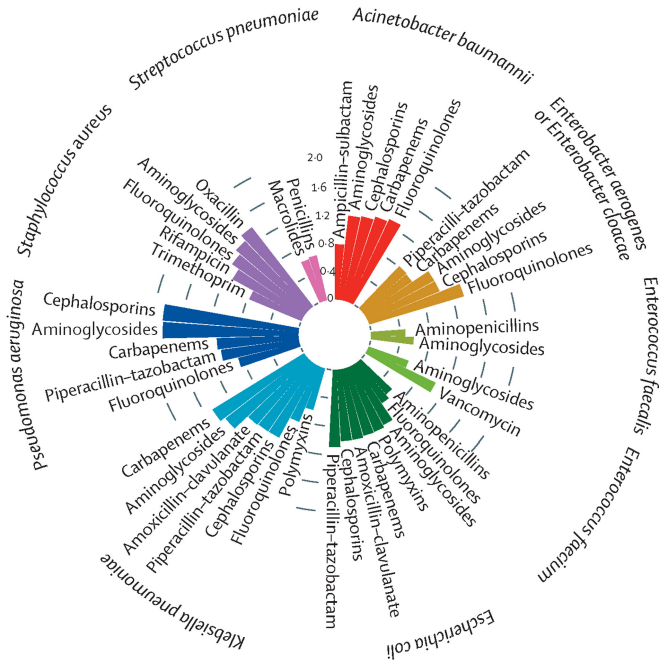 Acinetobacter baumannii
Ampicillin–sulbactam
Aminoglycosides
Cephalosporins
Carbapenems
Fluoroquinolones
Enterobacter aerogenes
or Enterobacter cloacae
Piperacilli–tazobactam
Carbapenems
Aminoglycosides
Cephalosporins
Fluoroquinolones
Enterococcus faecalis
Aminopenicillins
Aminoglycosides
Enterococcus faecium
Aminoglycosides
Vancomycin
Escherichia coli
Aminopenicillins
Fluoroquinolones
Aminoglycosides
Polymyxins
Carbapenems
Amoxicillin–clavulanate
Cephalosporins
Piperacillin–tazobactam
Klebsiella pneumoniae
Polymyxins
Fluoroquinolones
Cephalosporins
Piperacillin–tazobactam
Amoxicillin–clavulanate
Aminoglycosides
Carbapenems
Pseudomonas aeruginosa
Fluoroquinolones
Piperacillin–tazobactam
Carbapenems
Aminoglycosides
Cephalosporins
Staphylococcus aureus
Trimethoprim
Rifampicin
Fluoroquinolones
Aminoglycosides
Oxacillin
Streptococcus pneumoniae
Macrolides
Penicillins
2·0
1·6
1·2
0·8
0·4
0